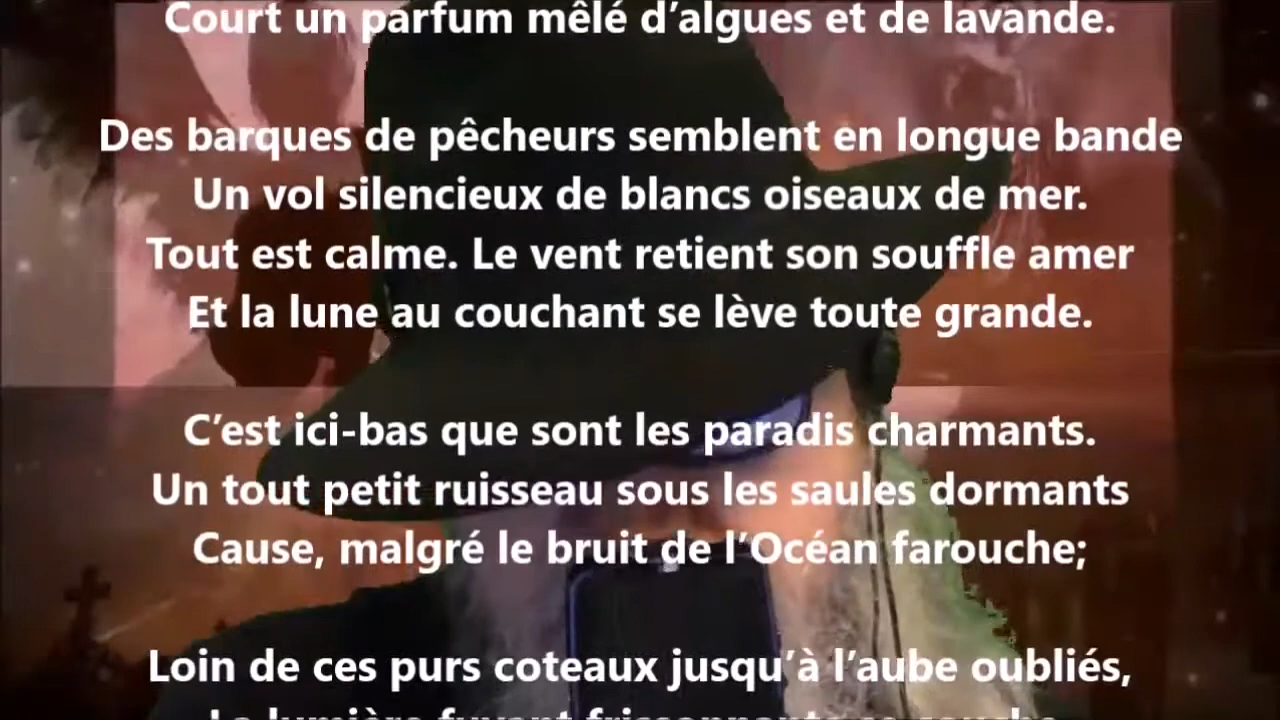 Court un parfum mêlé d’algues et de lavande.
Des barques de pêcheurs semblent en longue bande
Un vol silencieux de blancs oiseaux de mer.
Tout est calme. Le vent retient son souffle amer
Et la lune au couchant se lève toute grande.
C’est ici-bas que sont les paradis charmants.
Un tout petit ruisseau sous les saules dormants
Cause, malgré le bruit de l’Océan farouche;
Loin de ces purs coteaux jusqu’à l’aube oubliés,